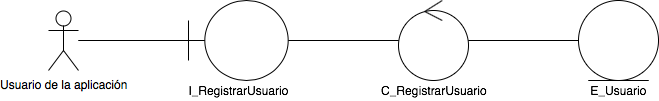 Usuario de la aplicación
I_RegistrarUsuario
C_RegistrarUsuario
E_Usuario